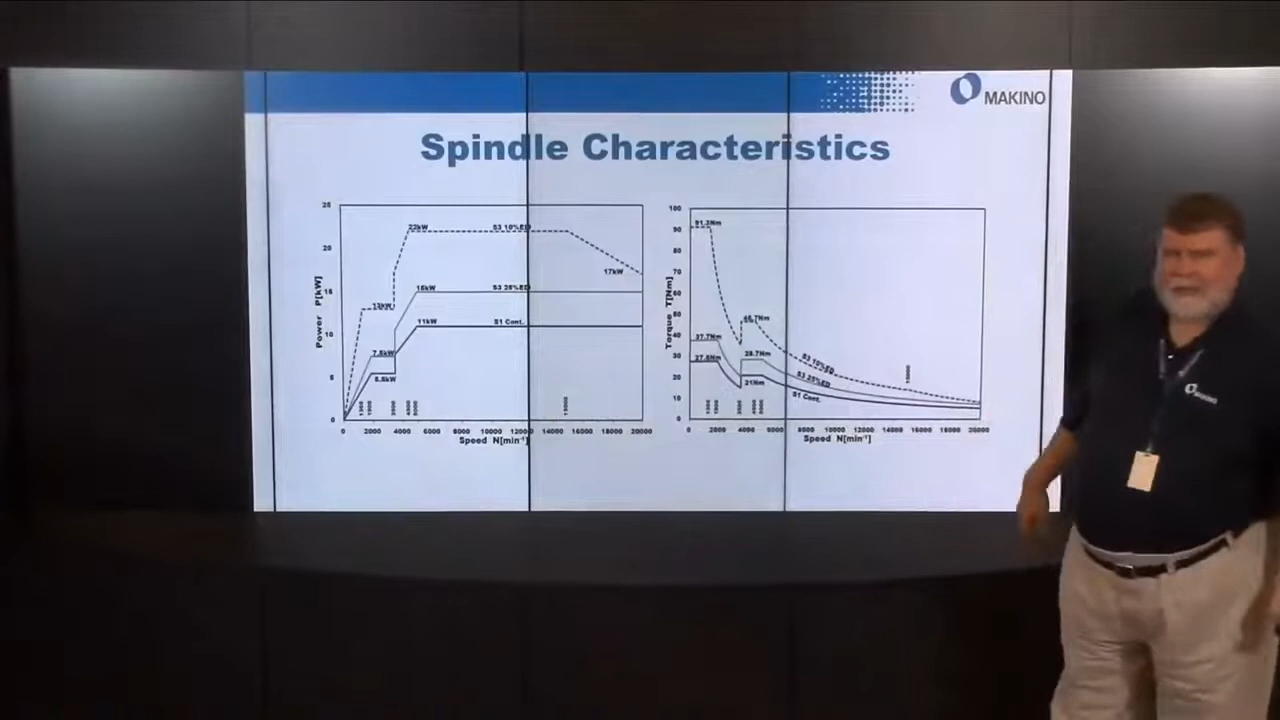 MAKINO
Spindle Characteristics
25
20
15
10
5
0
Power P[kW]
22kW
S3 10%ED
17kW
13kW
15kW
S3 25%ED
11kW
S1 Cont.
7.5kW
5.5kW
15000
0 2000 4000 6000 8000 10000 12000 14000 16000 18000 20000
Speed N[min⁻¹]
100
90
80
70
60
50
40
30
20
10
0
Torque T[Nm]
91.3Nm
37.7Nm
28.7Nm
21Nm
S3 10%ED
S3 25%ED
S1 Cont.
15000
0 2000 4000 6000 8000 10000 12000 14000 16000 18000 20000
Speed N[min⁻¹]
MAKINO